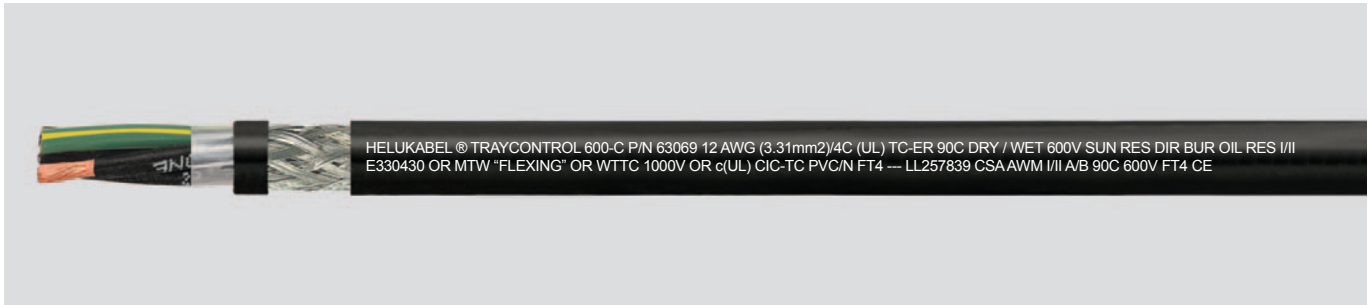 HELUKABEL ® TRAYCONTROL 600-C P/N 63069 12 AWG (3.31mm2)/4C (UL) TC-ER 90C DRY / WET 600V SUN RES DIR BUR OIL RES I/II
E330430 OR MTW “FLEXING” OR WTTC 1000V OR c(UL) CIC-TC PVC/N FT4 --- LL257839 CSA AWM I/II A/B 90C 600V FT4 CE